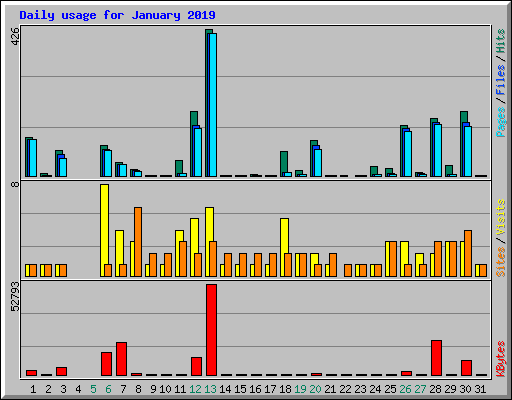 Daily usage for January 2019
426
Pages / Files / Hits
8
Sites / Visits
52793
KBytes
1 2 3 4 5 6 7 8 9 10 11 12 13 14 15 16 17 18 19 20 21 22 23 24 25 26 27 28 29 30 31